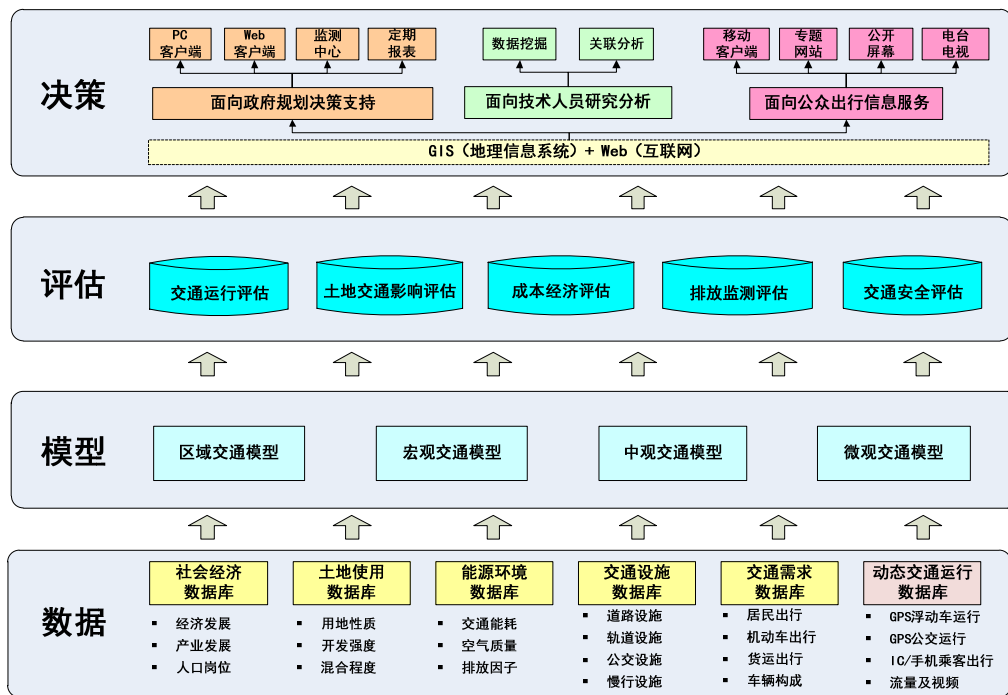 决策
PC
客户端
Web
客户端
监测
中心
定期
报表
数据挖掘
关联分析
移动
客户端
专题
网站
公开
屏幕
电台
电视
面向政府规划决策支持
面向技术人员研究分析
面向公众出行信息服务
GIS（地理信息系统）+ Web（互联网）
评估
交通运行评估
土地交通影响评估
成本经济评估
排放监测评估
交通安全评估
模型
区域交通模型
宏观交通模型
中观交通模型
微观交通模型
数据
社会经济
数据库
▪ 经济发展
▪ 产业发展
▪ 人口岗位
土地使用
数据库
▪ 用地性质
▪ 开发强度
▪ 混合程度
能源环境
数据库
▪ 交通能耗
▪ 空气质量
▪ 排放因子
交通设施
数据库
▪ 道路设施
▪ 轨道设施
▪ 公交设施
▪ 慢行设施
交通需求
数据库
▪ 居民出行
▪ 机动车出行
▪ 货运出行
▪ 车辆构成
动态交通运行
数据库
▪ GPS浮动车运行
▪ GPS公交运行
▪ IC/手机乘客出行
▪ 流量及视频